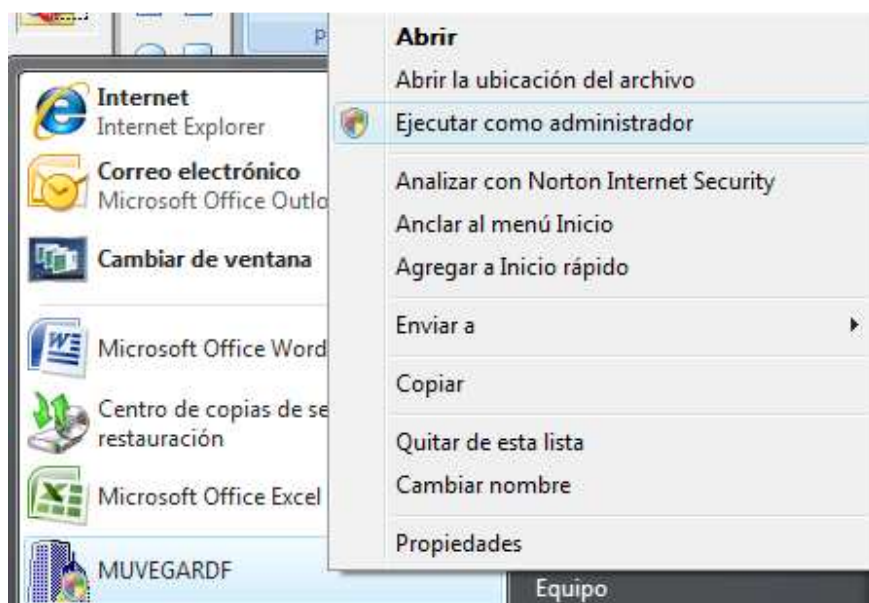 P
Internet
Internet Explorer
Correo electrónico
Microsoft Office Outlo
Cambiar de ventana
Microsoft Office Word
Centro de copias de se
restauración
Microsoft Office Excel
MUVEGARDF
Abrir
Abrir la ubicación del archivo
Ejecutar como administrador
Analizar con Norton Internet Security
Anclar al menú Inicio
Agregar a Inicio rápido
Enviar a
Copiar
Quitar de esta lista
Cambiar nombre
Propiedades
Equipo